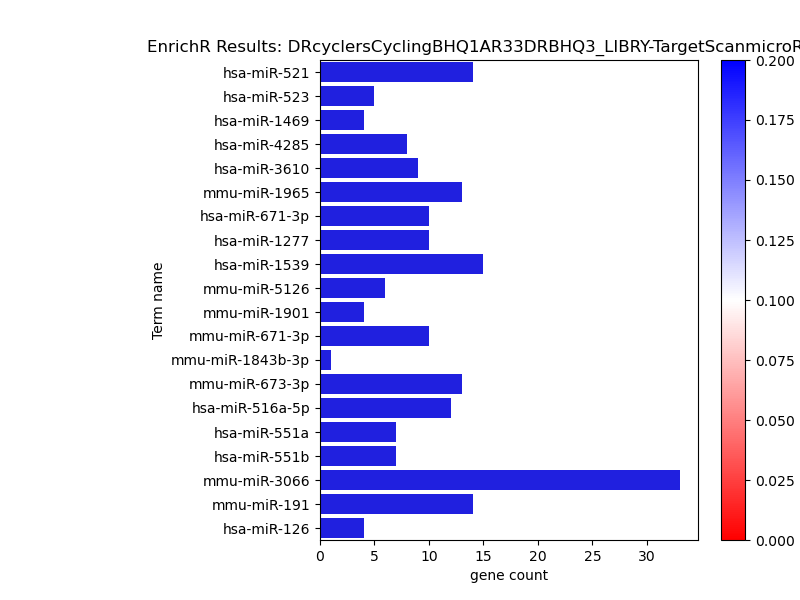 EnrichR Results: DRcyclersCyclingBHQ1AR33DRBHQ3_LIBRY-TargetScanmicroR
hsa-miR-521
hsa-miR-523
hsa-miR-1469
hsa-miR-4285
hsa-miR-3610
mmu-miR-1965
hsa-miR-671-3p
hsa-miR-1277
hsa-miR-1539
mmu-miR-5126
mmu-miR-1901
mmu-miR-671-3p
mmu-miR-1843b-3p
mmu-miR-673-3p
hsa-miR-516a-5p
hsa-miR-551a
hsa-miR-551b
mmu-miR-3066
mmu-miR-191
hsa-miR-126
Term name
0 5 10 15 20 25 30
gene count
0.200
0.175
0.150
0.125
0.100
0.075
0.050
0.025
0.000